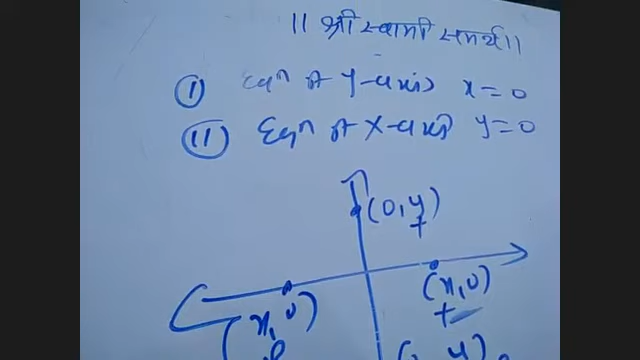 ॥ श्री स्वामी समर्थ ॥
(I) Eqn of Y-axis x=0
(II) Eqn of X-axis y=0
(0,y)
+
(x,0) (x,0)
+